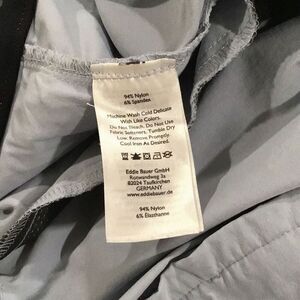 94% Nylon
6% Spandex
Machine Wash Cold Delicate
With Like Colors.
Do Not Bleach. Do Not Use
Fabric Softeners. Tumble Dry
Low. Remove Promptly.
Cool Iron As Desired.
Eddie Bauer GmbH
Rotwandweg 3a
82024 Taufkirchen
GERMANY
www.eddiebauer.de
94% Nylon
6% Élasthanne